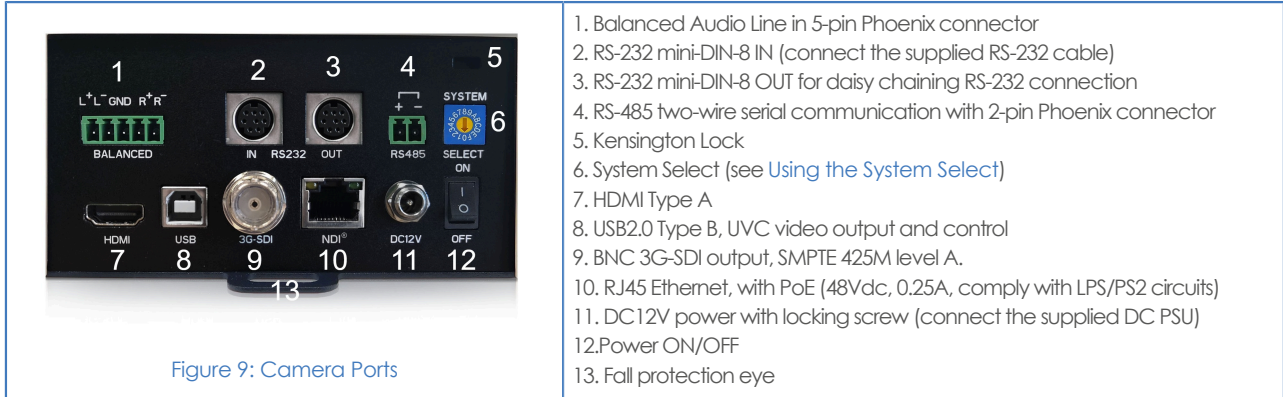 1 2 3 4 5
L+L- GND R+R- + - SYSTEM
6
BALANCED IN RS232 OUT RS485 SELECT
ON
HDMI USB 3G-SDI NDI® DC12V OFF
7 8 9 10 11 12
13
Figure 9: Camera Ports
1. Balanced Audio Line in 5-pin Phoenix connector
2. RS-232 mini-DIN-8 IN (connect the supplied RS-232 cable)
3. RS-232 mini-DIN-8 OUT for daisy chaining RS-232 connection
4. RS-485 two-wire serial communication with 2-pin Phoenix connector
5. Kensington Lock
6. System Select (see Using the System Select)
7. HDMI Type A
8. USB2.0 Type B, UVC video output and control
9. BNC 3G-SDI output, SMPTE 425M level A.
10. RJ45 Ethernet, with PoE (48Vdc, 0.25A, comply with LPS/PS2 circuits)
11. DC12V power with locking screw (connect the supplied DC PSU)
12.Power ON/OFF
13. Fall protection eye